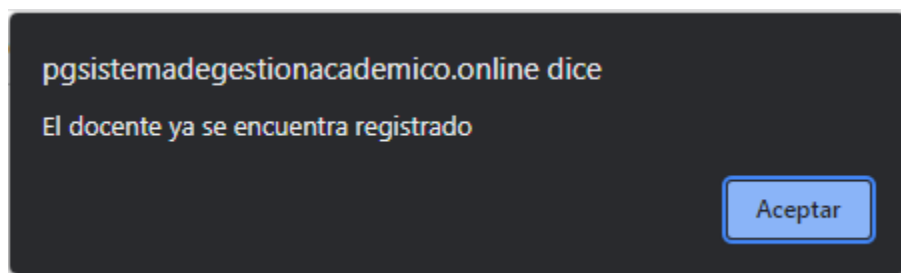 pgsistemadegestionacademico.online dice
El docente ya se encuentra registrado
Aceptar